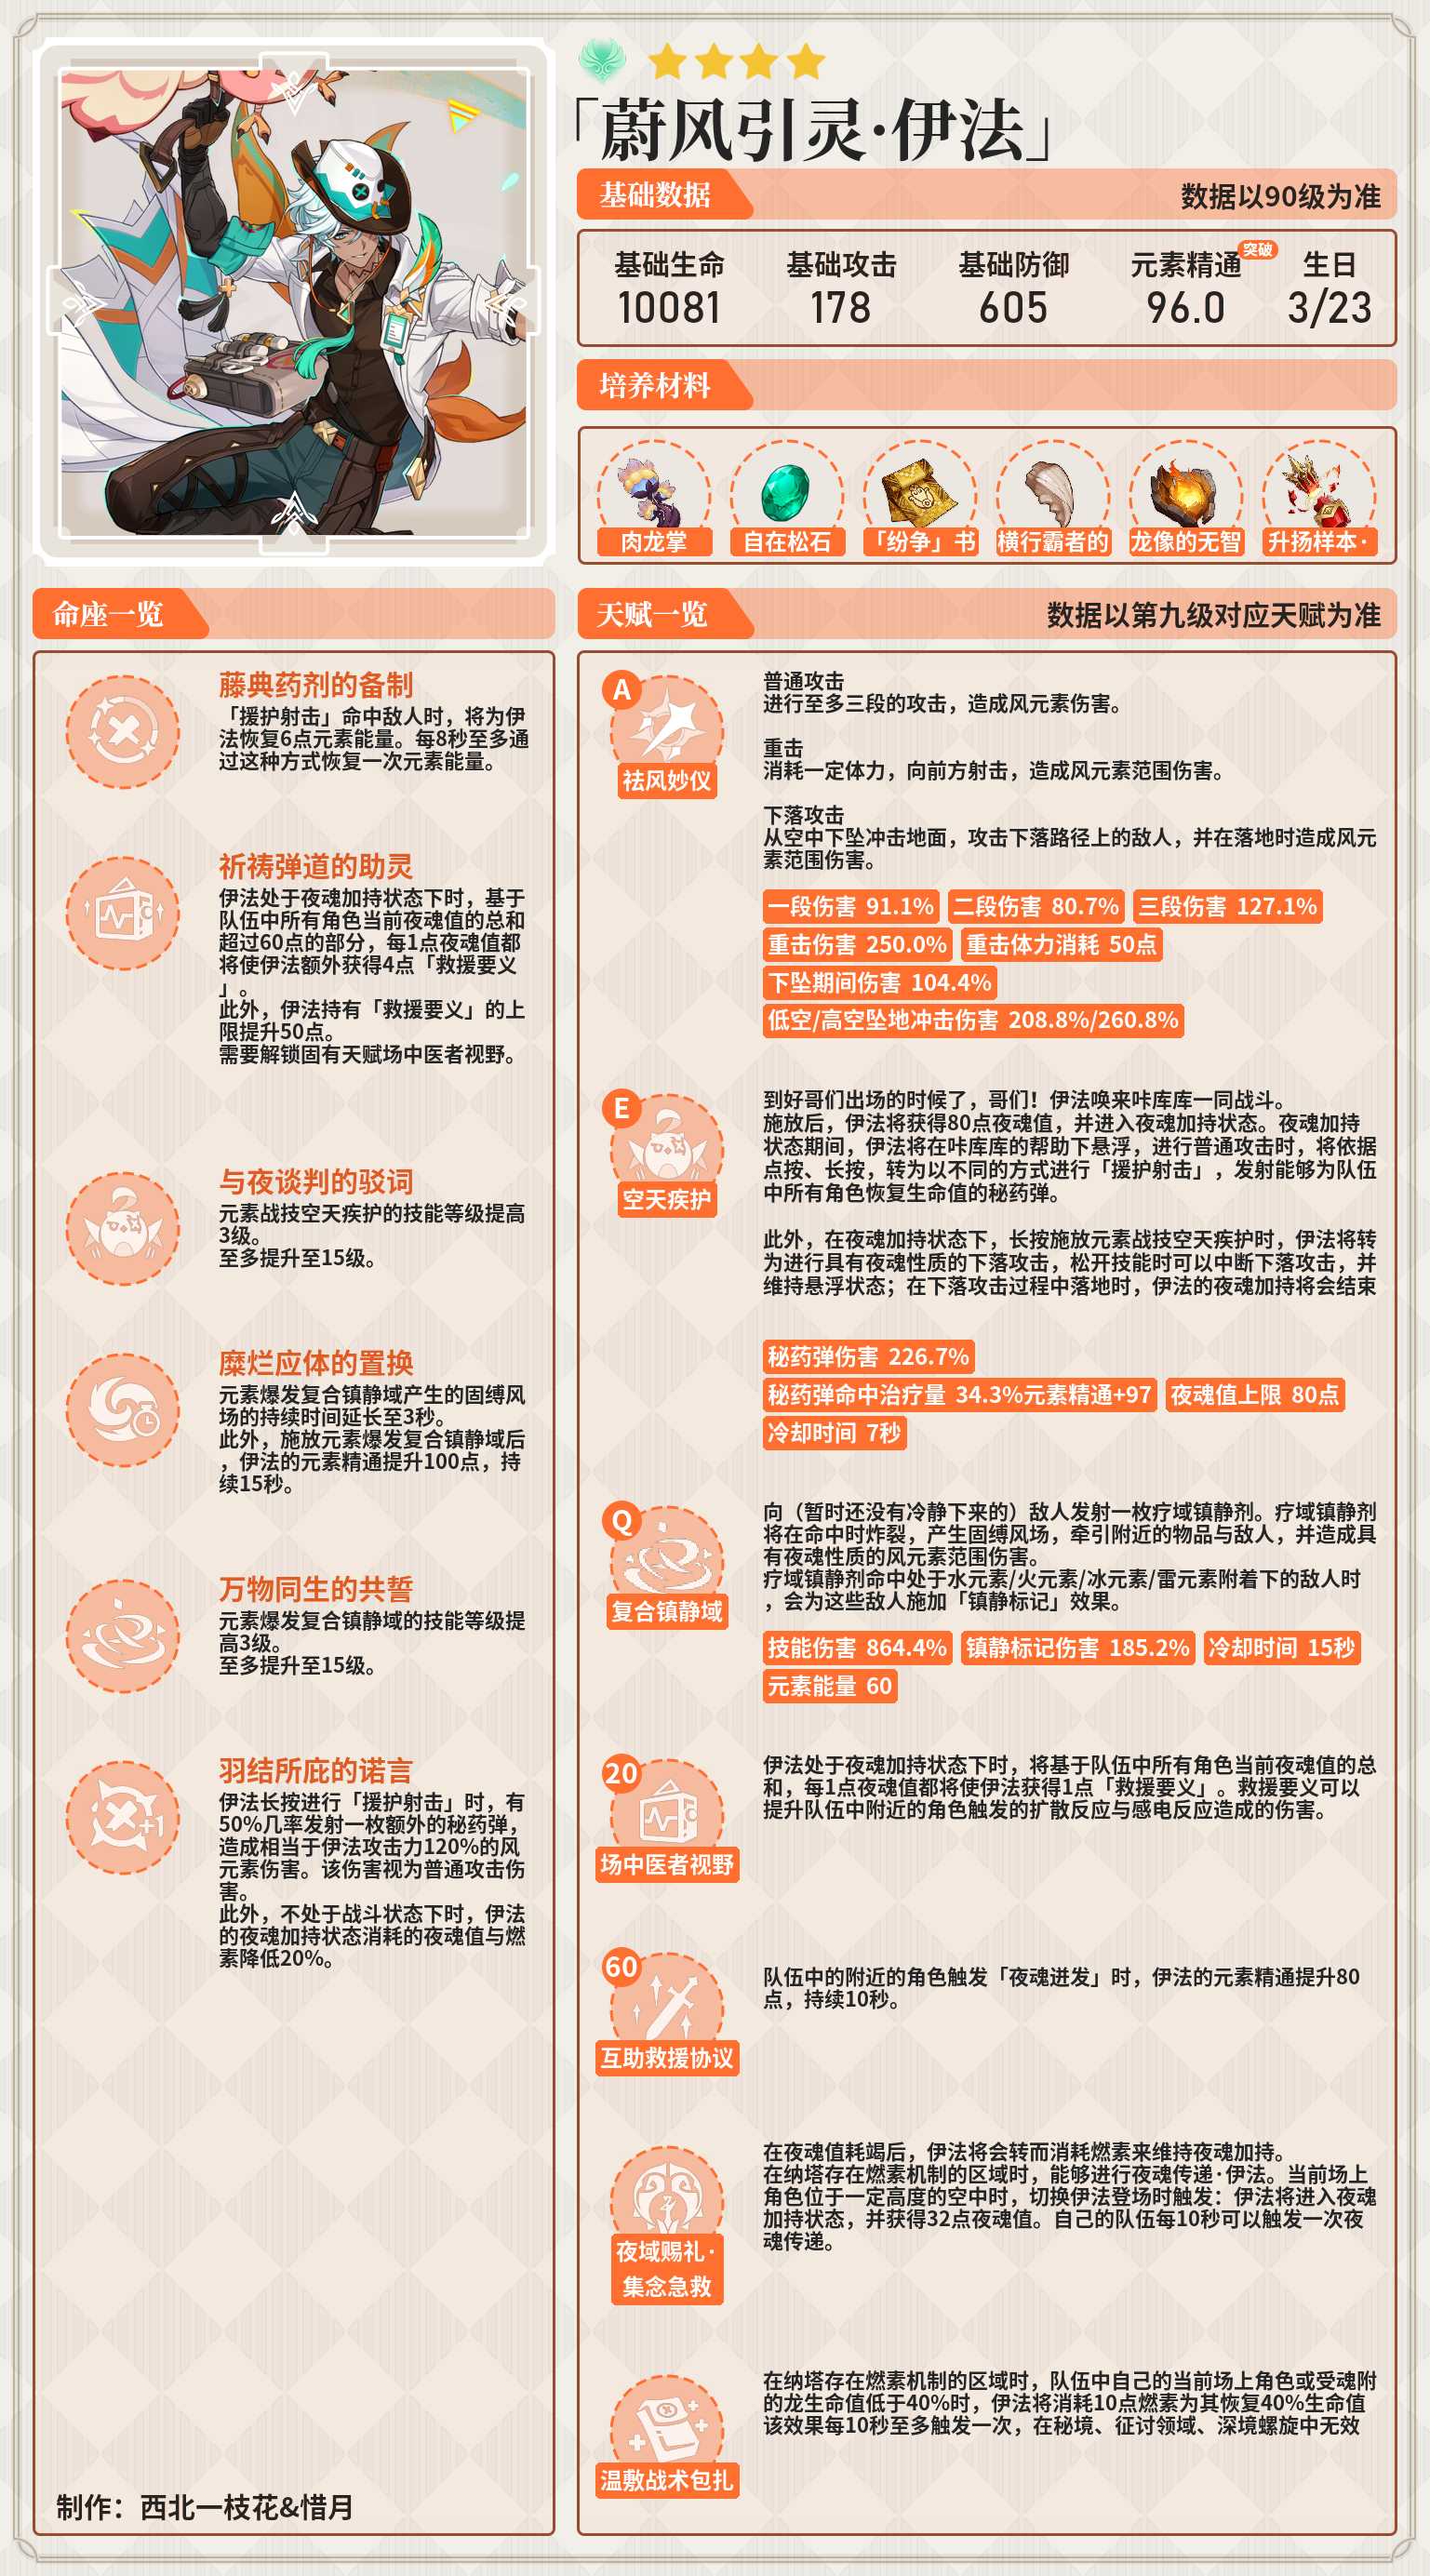 「蔚风引灵·伊法」
基础数据
数据以90级为准
基础生命
基础攻击
基础防御
元素精通
突破
生日
10081
178
605
96.0
3/23
培养材料
肉龙掌
自在松石
「纷争」书
横行霸者的
龙像的无智
升扬样本·
命座一览
藤典药剂的备制
「援护射击」命中敌人时，将为伊
法恢复6点元素能量。每8秒至多通
过这种方式恢复一次元素能量。
祈祷弹道的助灵
伊法处于夜魂加持状态下时，基于
队伍中所有角色当前夜魂值的总和
超过60点的部分，每1点夜魂值都
将使伊法额外获得4点「救援要义
」。
此外，伊法持有「救援要义」的上
限提升50点。
需要解锁固有天赋场中医者视野。
与夜谈判的驳词
元素战技空天疾护的技能等级提高
3级。
至多提升至15级。
糜烂应体的置换
元素爆发复合镇静域产生的固缚风
场的持续时间延长至3秒。
此外，施放元素爆发复合镇静域后
，伊法的元素精通提升100点，持
续15秒。
万物同生的共誓
元素爆发复合镇静域的技能等级提
高3级。
至多提升至15级。
羽结所庇的诺言
伊法长按进行「援护射击」时，有
50%几率发射一枚额外的秘药弹，
造成相当于伊法攻击力120%的风
元素伤害。该伤害视为普通攻击伤
害。
此外，不处于战斗状态下时，伊法
的夜魂加持状态消耗的夜魂值与燃
素降低20%。
+1
制作：西北一枝花&惜月
天赋一览
数据以第九级对应天赋为准
A
祛风妙仪
普通攻击
进行至多三段的攻击，造成风元素伤害。
重击
消耗一定体力，向前方射击，造成风元素范围伤害。
下落攻击
从空中下坠冲击地面，攻击下落路径上的敌人，并在落地时造成风元
素范围伤害。
一段伤害 91.1%
二段伤害 80.7%
三段伤害 127.1%
重击伤害 250.0%
重击体力消耗 50点
下坠期间伤害 104.4%
低空/高空坠地冲击伤害 208.8%/260.8%
E
空天疾护
到好哥们出场的时候了，哥们！伊法唤来咔库库一同战斗。
施放后，伊法将获得80点夜魂值，并进入夜魂加持状态。夜魂加持
状态期间，伊法将在咔库库的帮助下悬浮，进行普通攻击时，将依据
点按、长按，转为以不同的方式进行「援护射击」，发射能够为队伍
中所有角色恢复生命值的秘药弹。
此外，在夜魂加持状态下，长按施放元素战技空天疾护时，伊法将转
为进行具有夜魂性质的下落攻击，松开技能时可以中断下落攻击，并
维持悬浮状态；在下落攻击过程中落地时，伊法的夜魂加持将会结束
秘药弹伤害 226.7%
秘药弹命中治疗量 34.3%元素精通+97
夜魂值上限 80点
冷却时间 7秒
Q
复合镇静域
向（暂时还没有冷静下来的）敌人发射一枚疗域镇静剂。疗域镇静剂
将在命中时炸裂，产生固缚风场，牵引附近的物品与敌人，并造成具
有夜魂性质的风元素范围伤害。
疗域镇静剂命中处于水元素/火元素/冰元素/雷元素附着下的敌人时
，会为这些敌人施加「镇静标记」效果。
技能伤害 864.4%
镇静标记伤害 185.2%
冷却时间 15秒
元素能量 60
20
场中医者视野
伊法处于夜魂加持状态下时，将基于队伍中所有角色当前夜魂值的总
和，每1点夜魂值都将使伊法获得1点「救援要义」。救援要义可以
提升队伍中附近的角色触发的扩散反应与感电反应造成的伤害。
60
互助救援协议
队伍中的附近的角色触发「夜魂迸发」时，伊法的元素精通提升80
点，持续10秒。
夜域赐礼·
集念急救
在夜魂值耗竭后，伊法将会转而消耗燃素来维持夜魂加持。
在纳塔存在燃素机制的区域时，能够进行夜魂传递·伊法。当前场上
角色位于一定高度的空中时，切换伊法登场时触发：伊法将进入夜魂
加持状态，并获得32点夜魂值。自己的队伍每10秒可以触发一次夜
魂传递。
温敷战术包扎
在纳塔存在燃素机制的区域时，队伍中自己的当前场上角色或受魂附
的龙生命值低于40%时，伊法将消耗10点燃素为其恢复40%生命值
该效果每10秒至多触发一次，在秘境、征讨领域、深境螺旋中无效